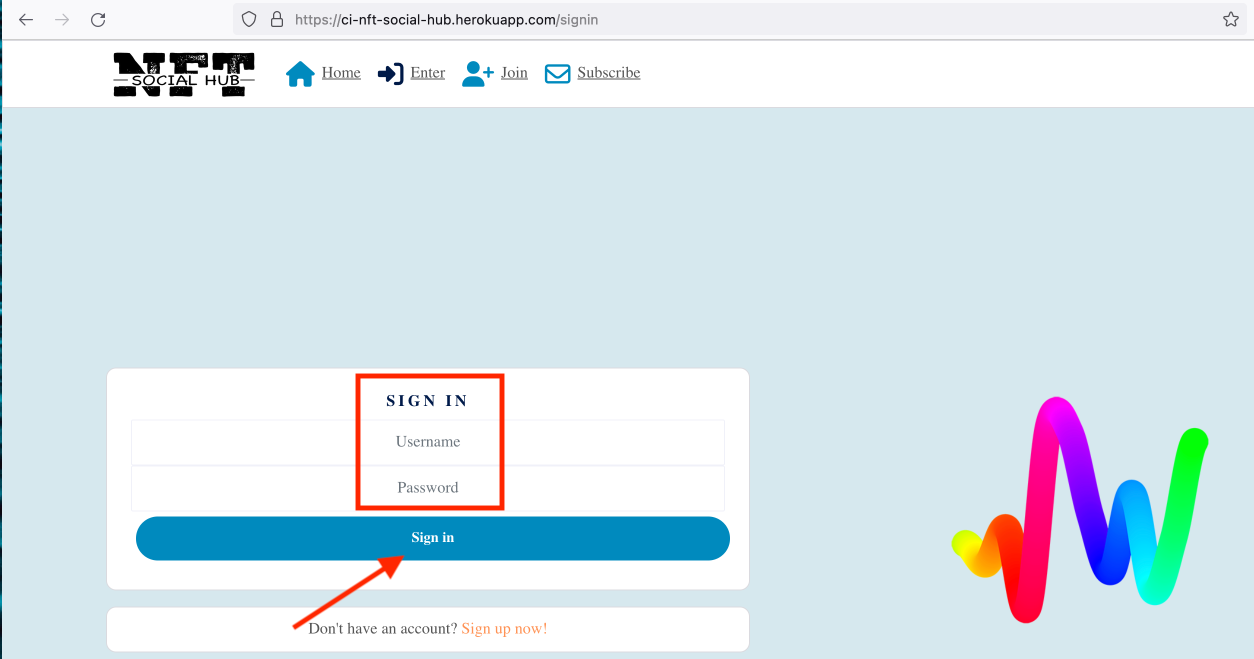 https://ci-nft-social-hub.herokuapp.com/signin
NFT
SOCIAL HUB
Home Enter Join Subscribe
SIGN IN
Username
Password
Sign in
Don't have an account? Sign up now!